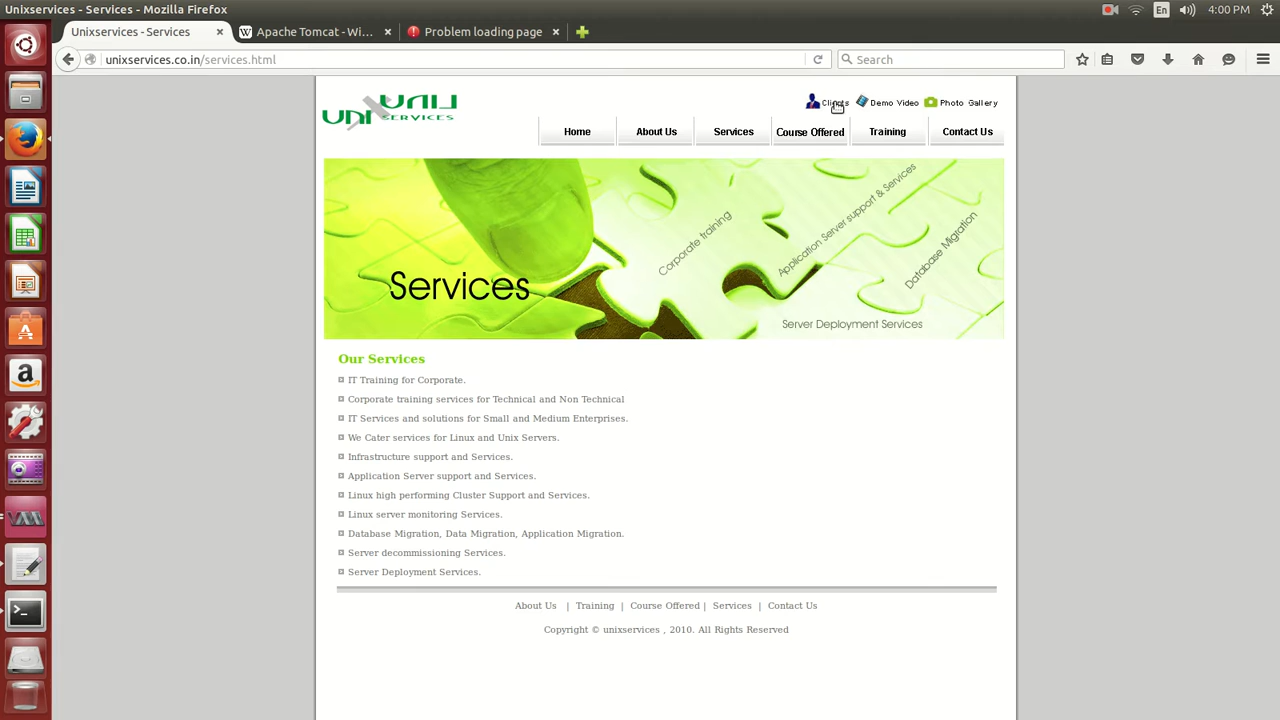 Unixservices - Services - Mozilla Firefox
En
4:00 PM
Unixservices - Services
Apache Tomcat - Wi...
Problem loading page
unixservices.co.in/services.html
Search
UNI
SERVICES
Demo Video
Photo Gallery
Home
About Us
Services
Course Offered
Training
Contact Us
Services
Corporate training
Application Server support & Services
Database Migration
Server Deployment Services
Our Services
IT Training for Corporate.
Corporate training services for Technical and Non Technical
IT Services and solutions for Small and Medium Enterprises.
We Cater services for Linux and Unix Servers.
Infrastructure support and Services.
Application Server support and Services.
Linux high performing Cluster Support and Services.
Linux server monitoring Services.
Database Migration, Data Migration, Application Migration.
Server decommissioning Services.
Server Deployment Services.
About Us | Training | Course Offered | Services | Contact Us
Copyright © unixservices , 2010. All Rights Reserved